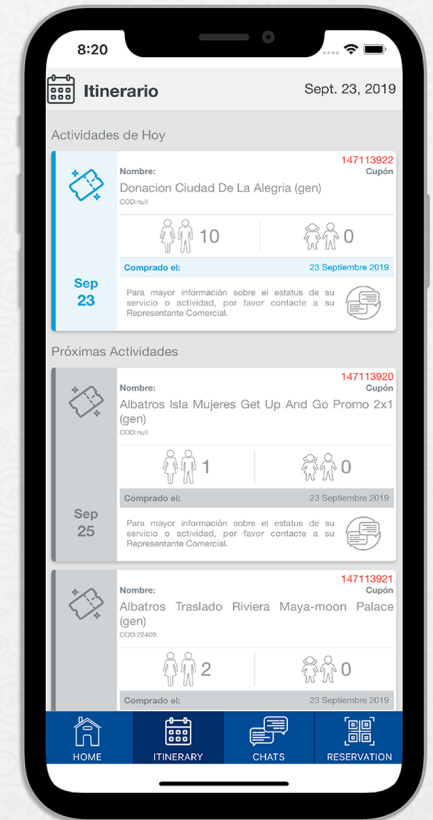 8:20
Itinerario
Sept. 23, 2019
Actividades de Hoy
147113922
Nombre:
Cupón
Donacion Ciudad De La Alegria (gen)
COD:null
10
0
Comprado el:
23 Septiembre 2019
Sep
23
Para mayor información sobre el estatus de su
servicio o actividad, por favor contacte a su
Representante Comercial.
Próximas Actividades
147113920
Nombre:
Cupón
Albatros Isla Mujeres Get Up And Go Promo 2x1
(gen)
COD:null
1
0
Comprado el:
23 Septiembre 2019
Sep
25
Para mayor información sobre el estatus de su
servicio o actividad, por favor contacte a su
Representante Comercial.
147113921
Nombre:
Cupón
Albatros Traslado Riviera Maya-moon Palace
(gen)
COD:22409
2
0
Comprado el:
23 Septiembre 2019
HOME
ITINERARY
CHATS
RESERVATION